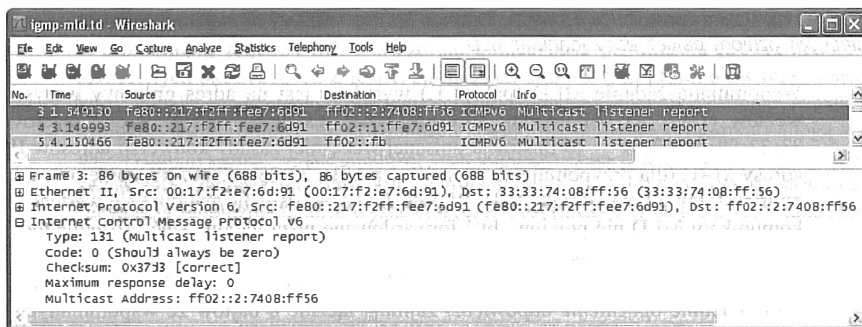 igmp-mld.td - Wireshark
File Edit View Go Capture Analyze Statistics Telephony Tools Help
No. Time Source Destination Protocol Info
3 1.549130 fe80::217:f2ff:fee7:6d91 ff02::2:7408:ff56 ICMPv6 Multicast listener report
4 3.149993 fe80::217:f2ff:fee7:6d91 ff02::1:ffe7:6d91 ICMPv6 Multicast listener report
5 4.150466 fe80::217:f2ff:fee7:6d91 ff02::fb ICMPv6 Multicast listener report
Frame 3: 86 bytes on wire (688 bits), 86 bytes captured (688 bits)
Ethernet II, Src: 00:17:f2:e7:6d:91 (00:17:f2:e7:6d:91), Dst: 33:33:74:08:ff:56 (33:33:74:08:ff:56)
Internet Protocol Version 6, Src: fe80::217:f2ff:fee7:6d91 (fe80::217:f2ff:fee7:6d91), Dst: ff02::2:7408:ff56
Internet Control Message Protocol v6
Type: 131 (Multicast listener report)
Code: 0 (Should always be zero)
Checksum: 0x37d3 [correct]
Maximum response delay: 0
Multicast Address: ff02::2:7408:ff56